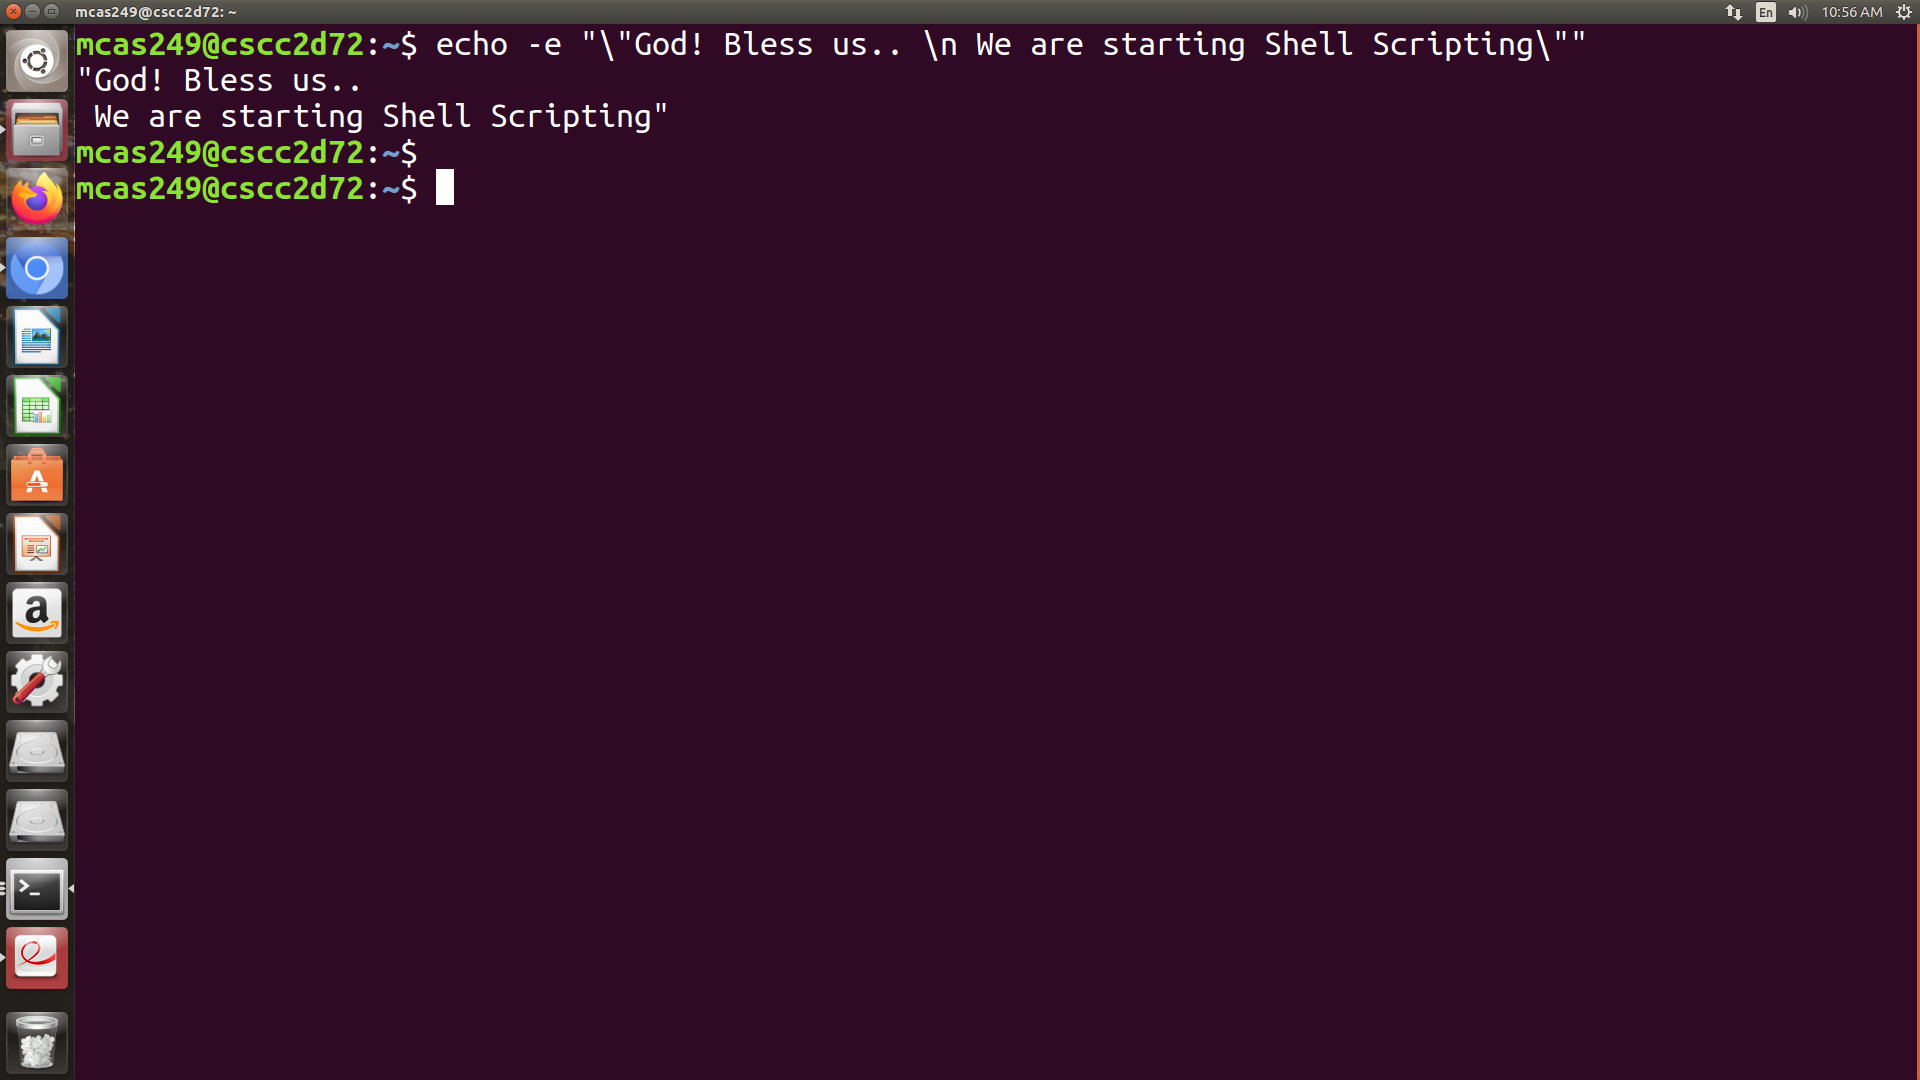 mcas249@cscc2d72: ~
En
10:56 AM
mcas249@cscc2d72:~$ echo -e "\"God! Bless us.. \n We are starting Shell Scripting\""
"God! Bless us..
 We are starting Shell Scripting"
mcas249@cscc2d72:~$
mcas249@cscc2d72:~$